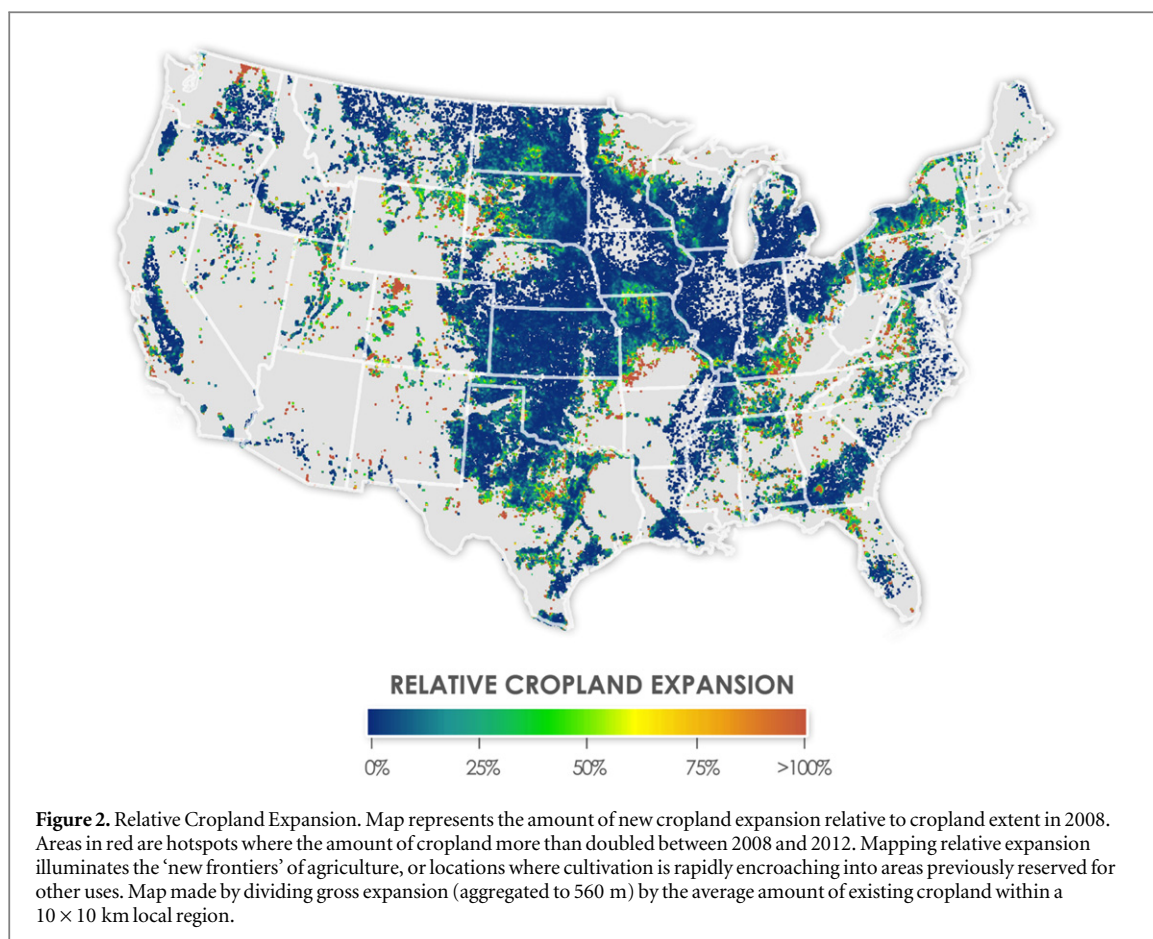 RELATIVE CROPLAND EXPANSION
0% 25% 50% 75% >100%
Figure 2. Relative Cropland Expansion. Map represents the amount of new cropland expansion relative to cropland extent in 2008.
Areas in red are hotspots where the amount of cropland more than doubled between 2008 and 2012. Mapping relative expansion
illuminates the ‘new frontiers’ of agriculture, or locations where cultivation is rapidly encroaching into areas previously reserved for
other uses. Map made by dividing gross expansion (aggregated to 560 m) by the average amount of existing cropland within a
10 × 10 km local region.